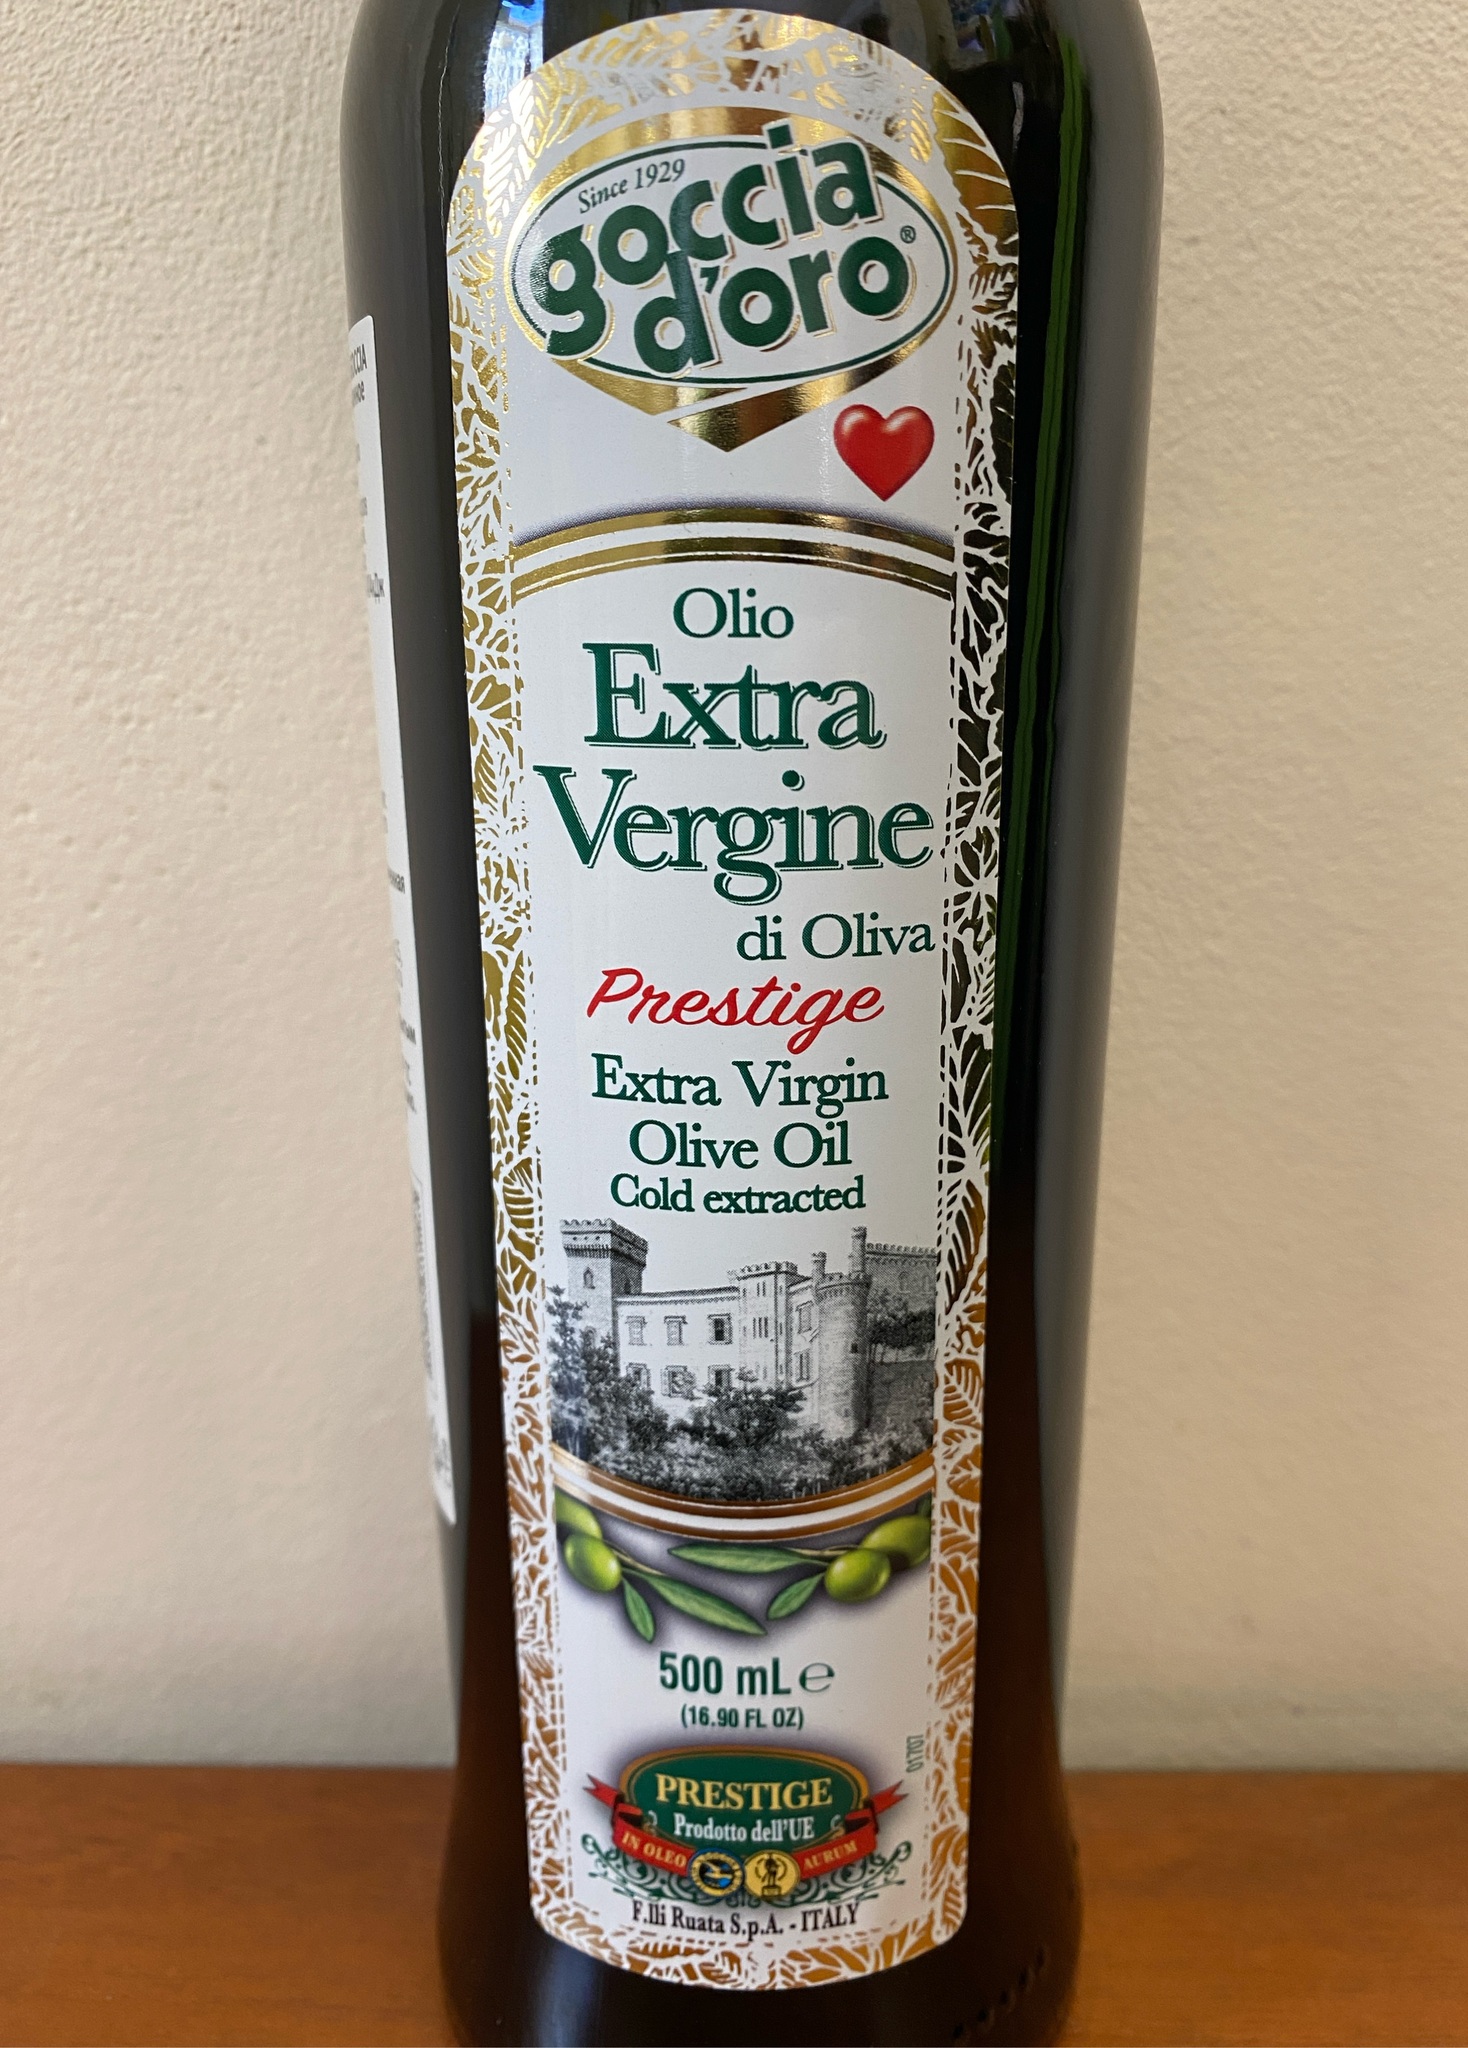 Since 1929
goccia
d'oro®
Olio
Extra
Vergine
di Oliva
Prestige
Extra Virgin
Olive Oil
Cold extracted
500 mL ℮
(16.90 FL OZ)
01707
PRESTIGE
Prodotto dell'UE
IN OLEO AURUM
F.lli Ruata S.p.A. - ITALY